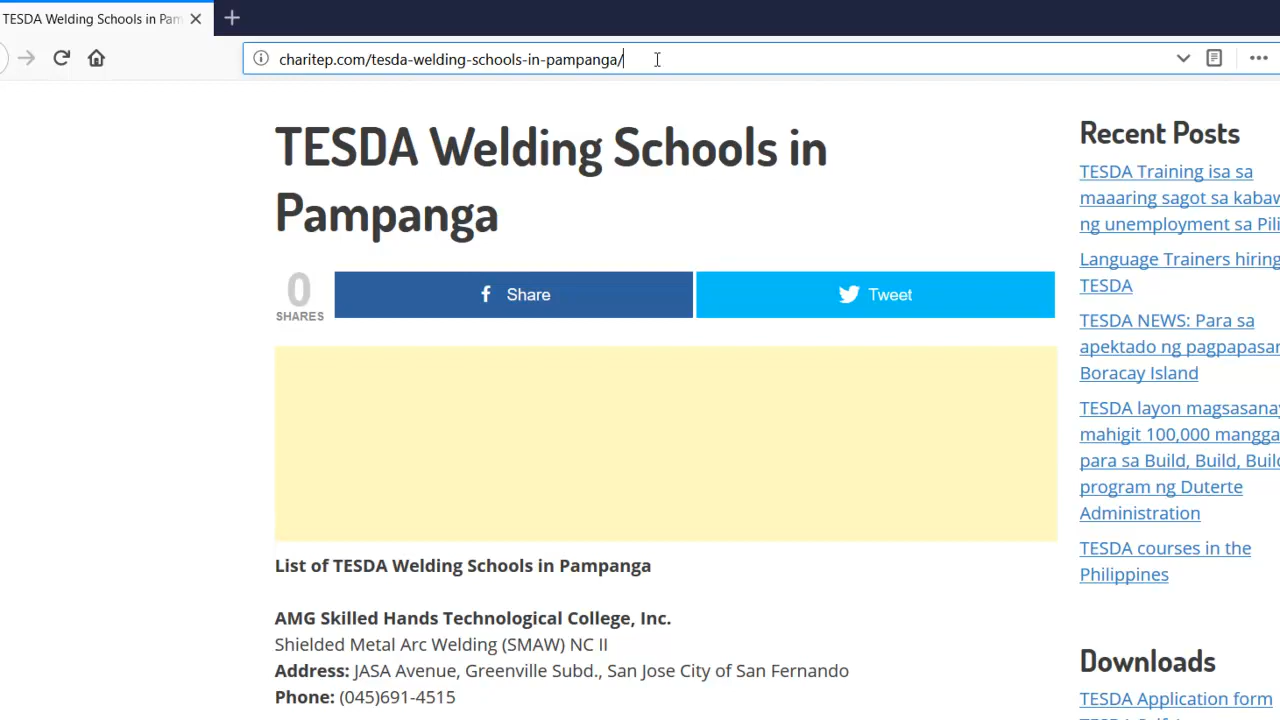 TESDA Welding Schools in Pam
charitep.com/tesda-welding-schools-in-pampanga/
TESDA Welding Schools in
Pampanga
0
SHARES
Share
Tweet
List of TESDA Welding Schools in Pampanga
AMG Skilled Hands Technological College, Inc.
Shielded Metal Arc Welding (SMAW) NC II
Address: JASA Avenue, Greenville Subd., San Jose City of San Fernando
Phone: (045)691-4515
Recent Posts
TESDA Training isa sa
maaaring sagot sa kabaw
ng unemployment sa Pili
Language Trainers hiring
TESDA
TESDA NEWS: Para sa
apektado ng pagpapasar
Boracay Island
TESDA layon magsasanay
mahigit 100,000 mangga
para sa Build, Build, Build
program ng Duterte
Administration
TESDA courses in the
Philippines
Downloads
TESDA Application form